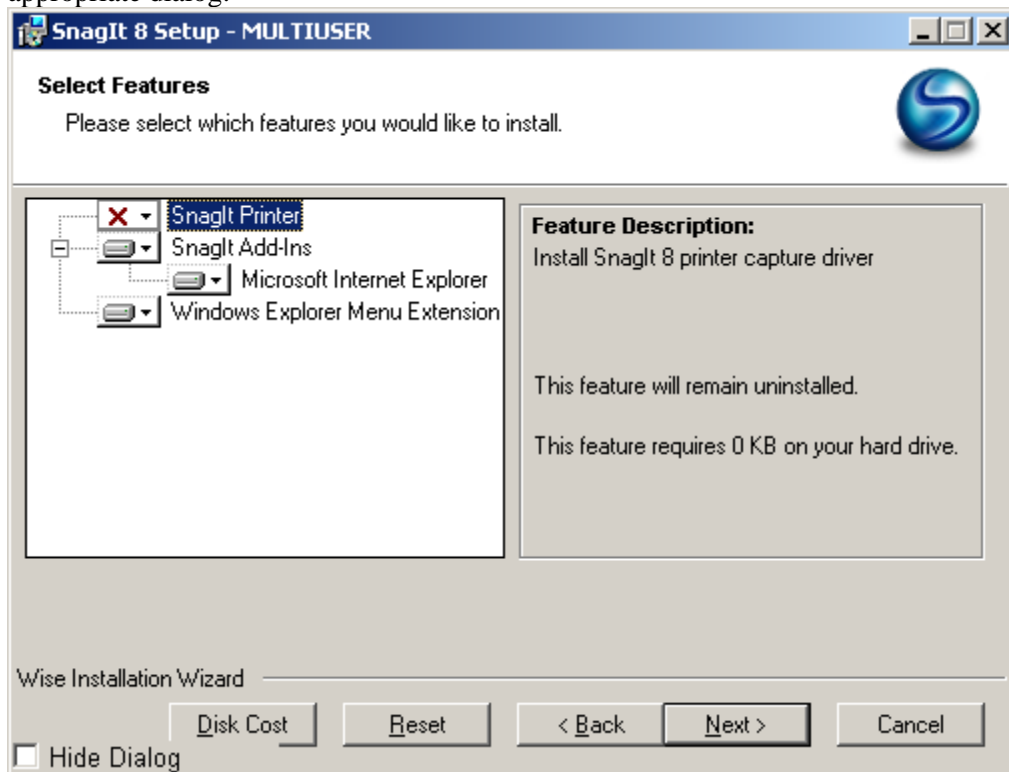 appropriate dialog.
SnagIt 8 Setup - MULTIUSER
Select Features
Please select which features you would like to install.
SnagIt Printer
SnagIt Add-Ins
Microsoft Internet Explorer
Windows Explorer Menu Extension
Feature Description:
Install SnagIt 8 printer capture driver
This feature will remain uninstalled.
This feature requires 0 KB on your hard drive.
Wise Installation Wizard
Disk Cost
Reset
< Back
Next >
Cancel
Hide Dialog